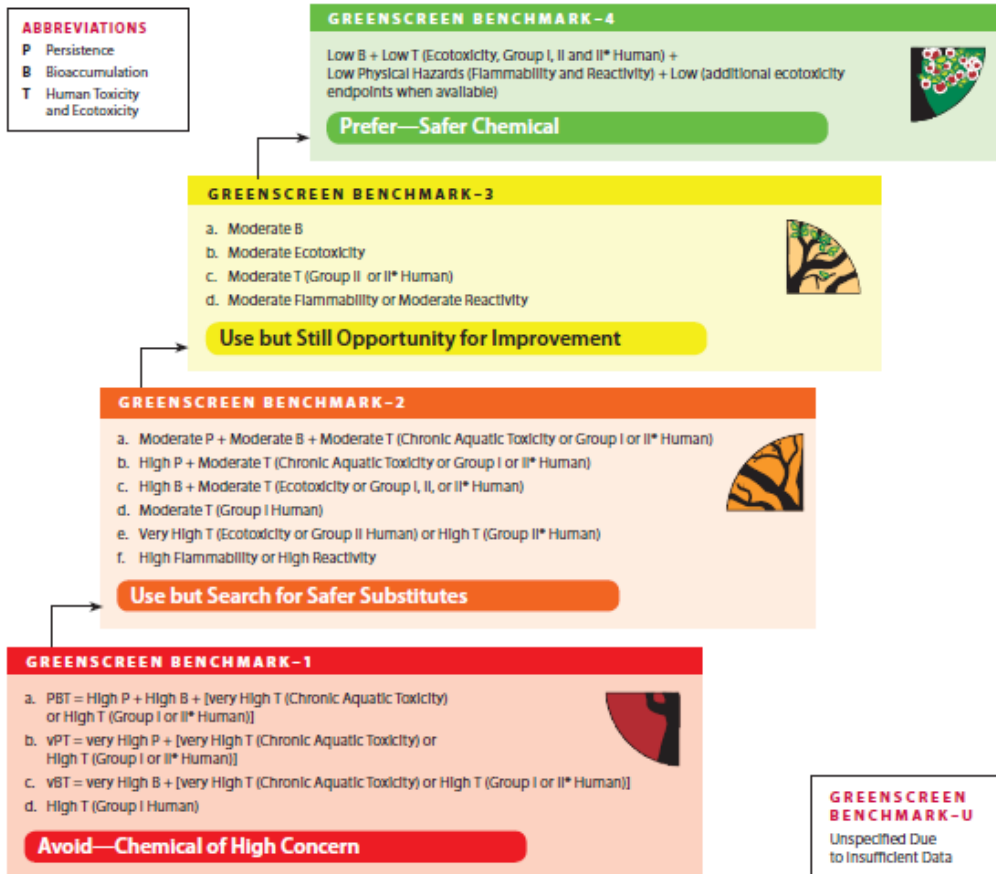 ABBREVIATIONS
P Persistence
B Bioaccumulation
T Human Toxicity
and Ecotoxicity
GREENSCREEN BENCHMARK–4
Low B + Low T (Ecotoxicity, Group I, II and II* Human) +
Low Physical Hazards (Flammability and Reactivity) + Low (additional ecotoxicity
endpoints when available)
Prefer—Safer Chemical
GREENSCREEN BENCHMARK–3
a. Moderate B
b. Moderate Ecotoxicity
c. Moderate T (Group II or II* Human)
d. Moderate Flammability or Moderate Reactivity
Use but Still Opportunity for Improvement
GREENSCREEN BENCHMARK–2
a. Moderate P + Moderate B + Moderate T (Chronic Aquatic Toxicity or Group I or II* Human)
b. High P + Moderate T (Chronic Aquatic Toxicity or Group I or II* Human)
c. High B + Moderate T (Ecotoxicity or Group I, II, or II* Human)
d. Moderate T (Group I Human)
e. Very High T (Ecotoxicity or Group II Human) or High T (Group II* Human)
f. High Flammability or High Reactivity
Use but Search for Safer Substitutes
GREENSCREEN BENCHMARK–1
a. PBT = High P + High B + [very High T (Chronic Aquatic Toxicity)
or High T (Group I or II* Human)]
b. vPT = very High P + [very High T (Chronic Aquatic Toxicity) or
High T (Group I or II* Human)]
c. vBT = very High B + [very High T (Chronic Aquatic Toxicity) or High T (Group I or II* Human)]
d. High T (Group I Human)
Avoid—Chemical of High Concern
GREENSCREEN
BENCHMARK–U
Unspecified Due
to Insufficient Data